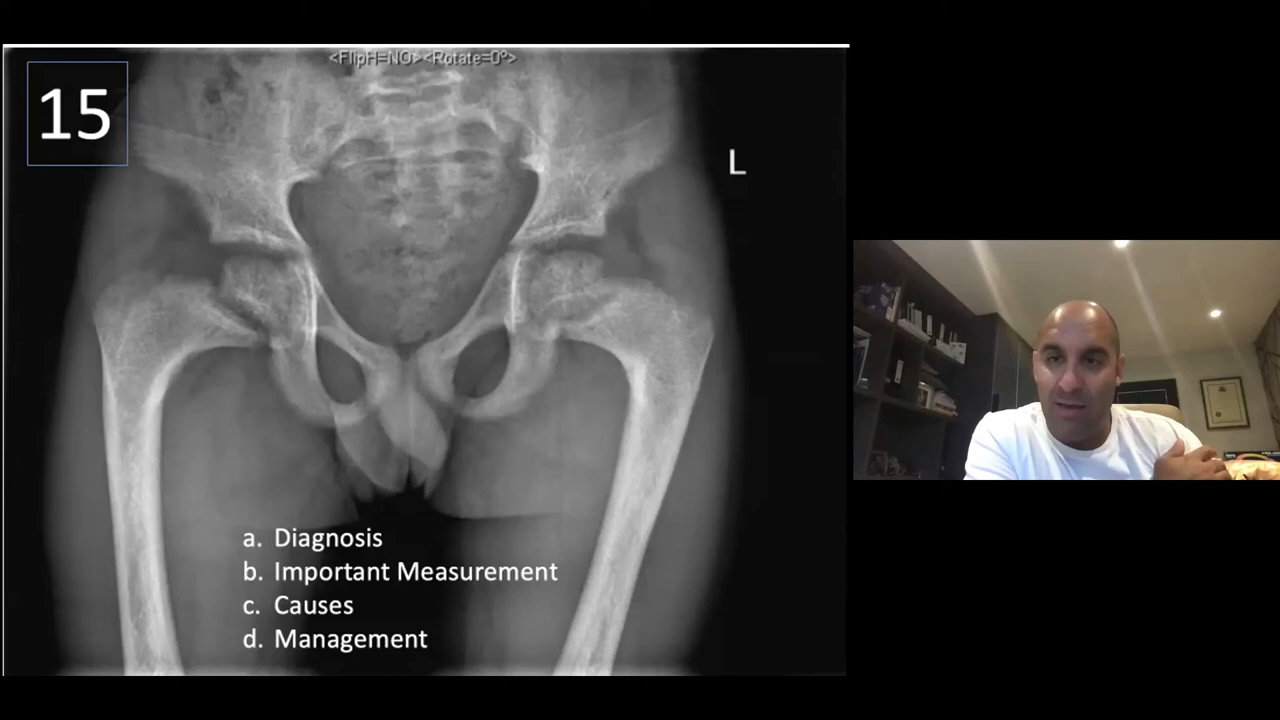 <FlipH=NO><Rotate=0°>
15
L
a. Diagnosis
b. Important Measurement
c. Causes
d. Management